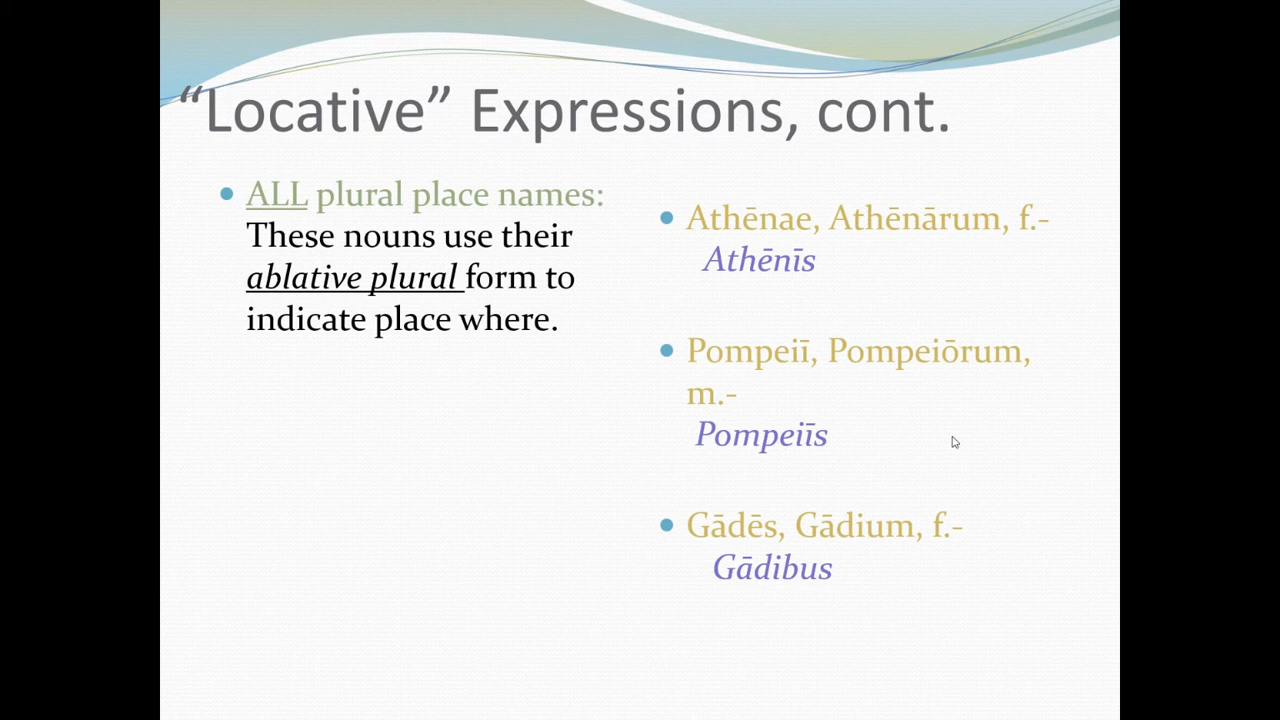 “Locative” Expressions, cont.
• ALL plural place names:
These nouns use their
ablative plural form to
indicate place where.
• Athēnae, Athēnārum, f.-
Athēnīs
• Pompeiī, Pompeiōrum,
m.-
Pompeiīs
• Gādēs, Gādium, f.-
Gādibus